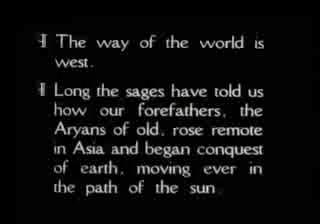 The way of the world is
west.
Long the sages have told us
how our forefathers, the
Aryans of old, rose remote
in Asia and began conquest
of earth, moving ever in
the path of the sun.